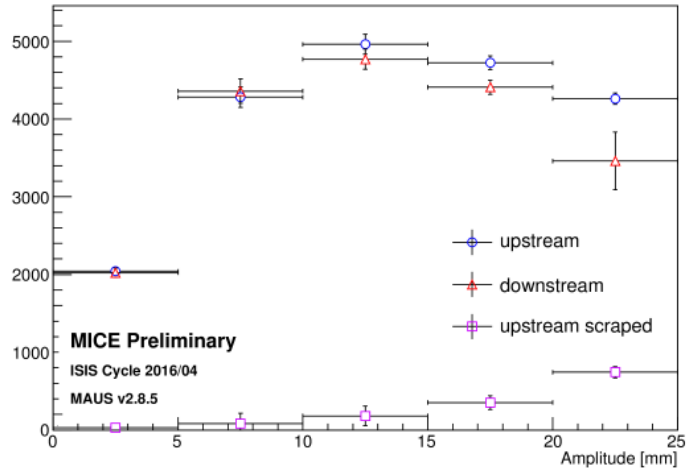 5000
4000
3000
2000
1000
0
upstream
downstream
upstream scraped
MICE Preliminary
ISIS Cycle 2016/04
MAUS v2.8.5
0 5 10 15 20 25
Amplitude [mm]